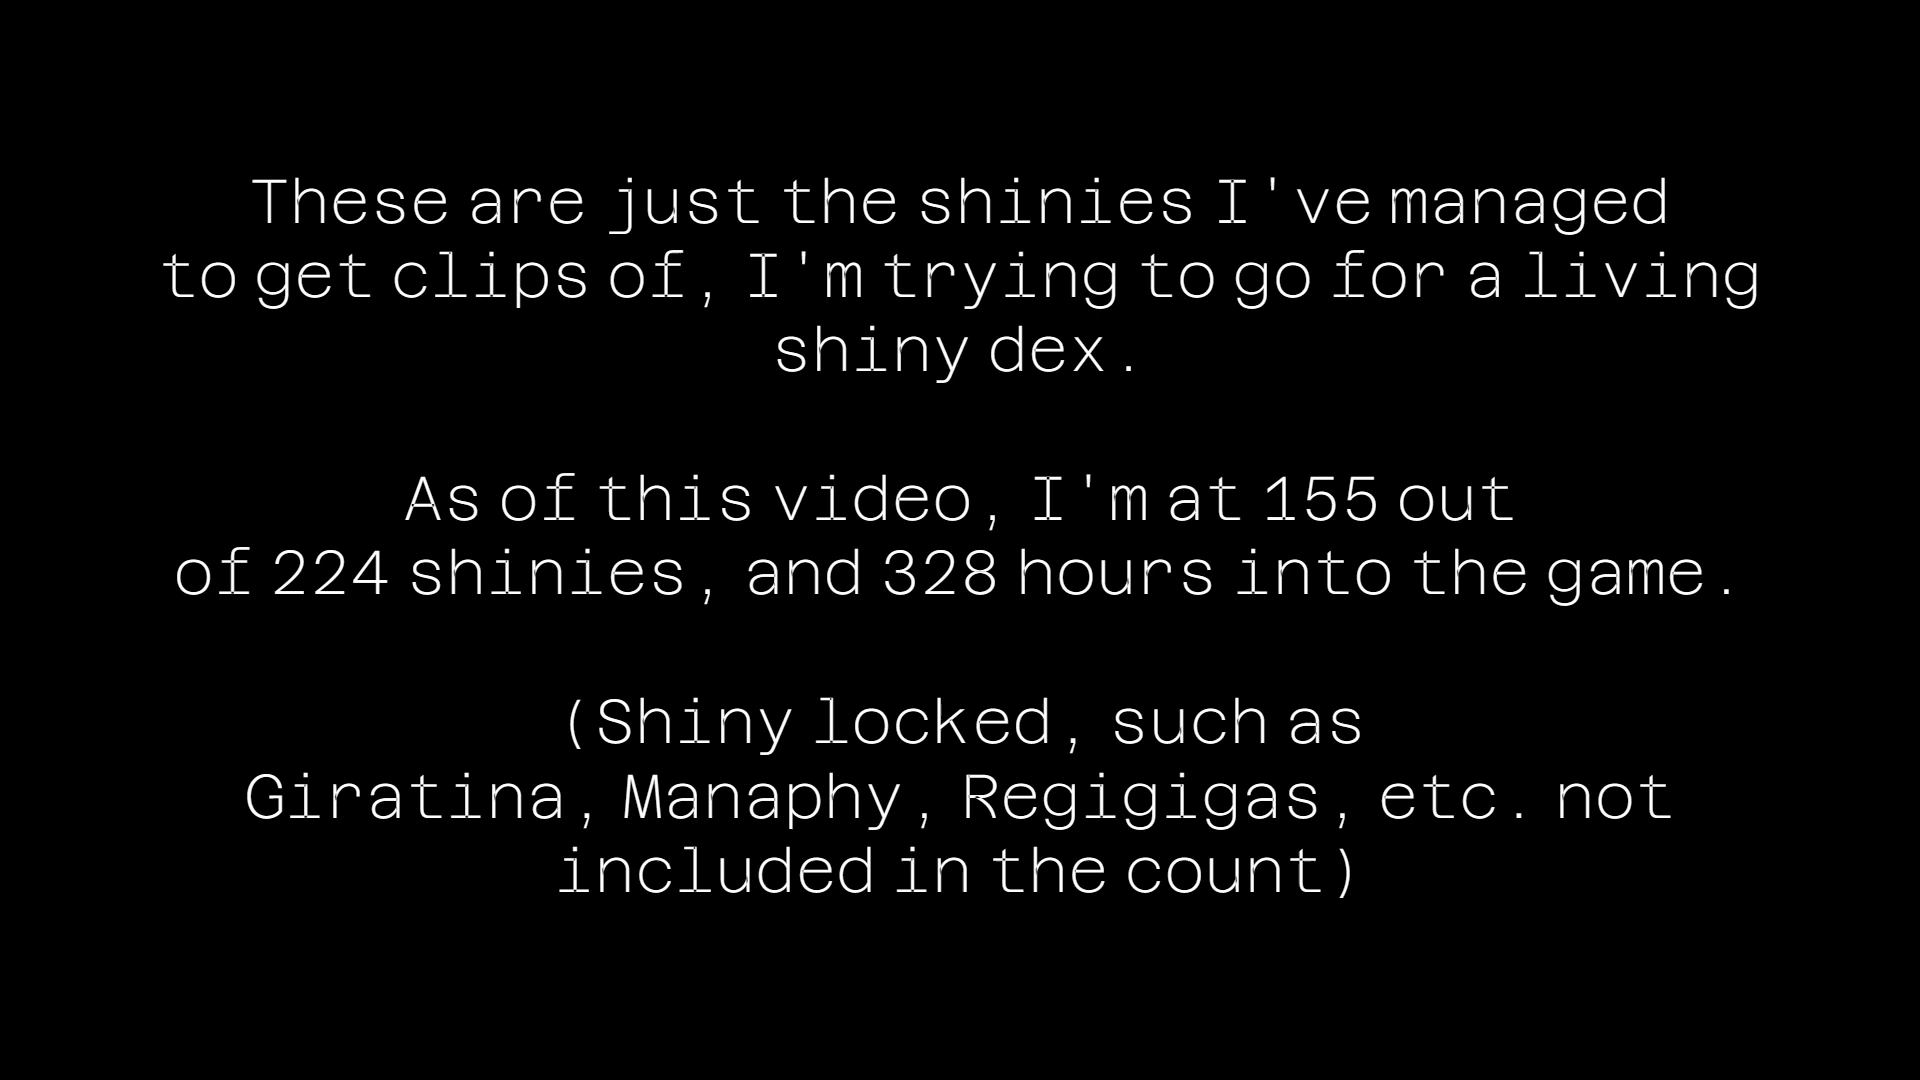 These are just the shinies I've managed
to get clips of, I'm trying to go for a living
shiny dex.
As of this video, I'm at 155 out
of 224 shinies, and 328 hours into the game.
(Shiny locked, such as
Giratina, Manaphy, Regigigas, etc. not
included in the count)